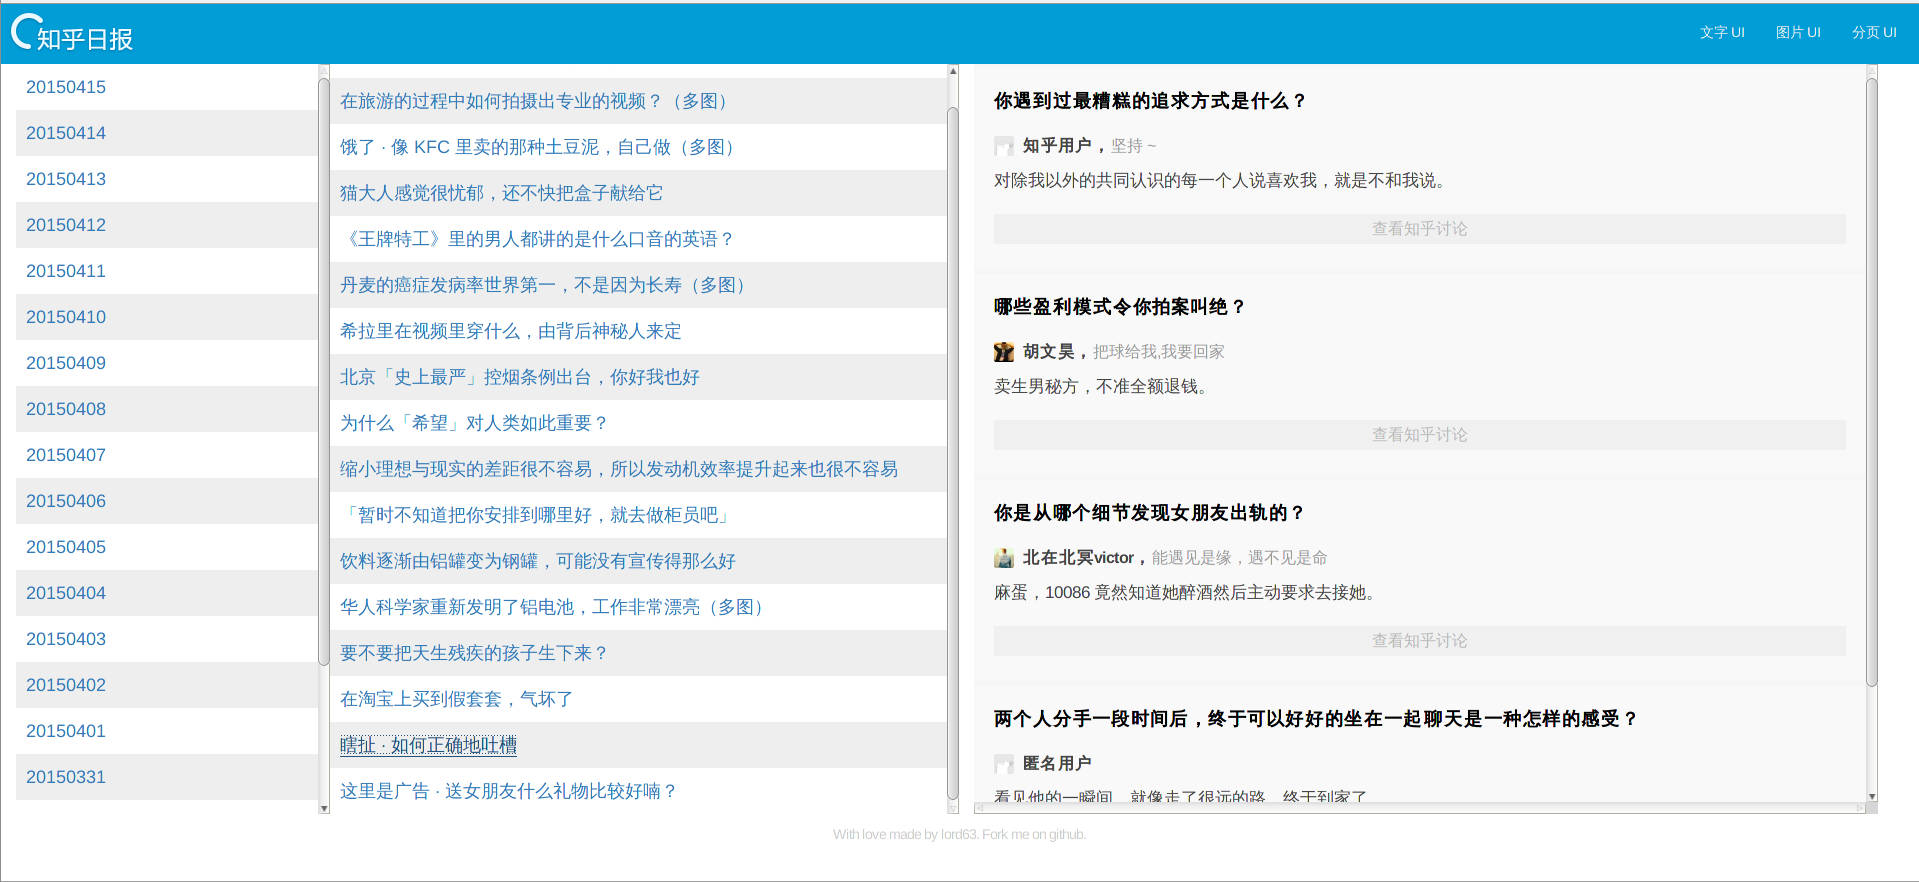 知乎日报
文字 UI
图片 UI
分页 UI
20150415
20150414
20150413
20150412
20150411
20150410
20150409
20150408
20150407
20150406
20150405
20150404
20150403
20150402
20150401
20150331
在旅游的过程中如何拍摄出专业的视频？（多图）
饿了 · 像 KFC 里卖的那种土豆泥，自己做（多图）
猫大人感觉很忧郁，还不快把盒子献给它
《王牌特工》里的男人都讲的是什么口音的英语？
丹麦的癌症发病率世界第一，不是因为长寿（多图）
希拉里在视频里穿什么，由背后神秘人来定
北京「史上最严」控烟条例出台，你好我也好
为什么「希望」对人类如此重要？
缩小理想与现实的差距很不容易，所以发动机效率提升起来也很不容易
「暂时不知道把你安排到哪里好，就去做柜员吧」
饮料逐渐由铝罐变为钢罐，可能没有宣传得那么好
华人科学家重新发明了铝电池，工作非常漂亮（多图）
要不要把天生残疾的孩子生下来？
在淘宝上买到假套套，气坏了
瞎扯 · 如何正确地吐槽
这里是广告 · 送女朋友什么礼物比较好喃？
你遇到过最糟糕的追求方式是什么？
知乎用户，坚持 ~
对除我以外的共同认识的每一个人说喜欢我，就是不和我说。
查看知乎讨论
哪些盈利模式令你拍案叫绝？
胡文昊，把球给我,我要回家
卖生男秘方，不准全额退钱。
查看知乎讨论
你是从哪个细节发现女朋友出轨的？
北在北冥victor，能遇见是缘，遇不见是命
麻蛋，10086 竟然知道她醉酒然后主动要求去接她。
查看知乎讨论
两个人分手一段时间后，终于可以好好的坐在一起聊天是一种怎样的感受？
匿名用户
看见他的一瞬间，就像走了很远的路，终于到家了
With love made by lord63. Fork me on github.